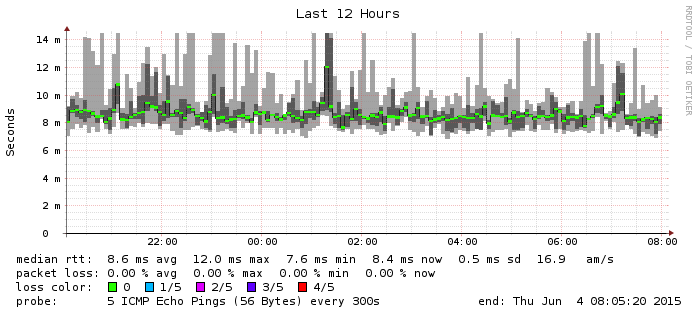 Last 12 Hours
RRDTOOL / TOBI OETIKER
Seconds
14 m
12 m
10 m
8 m
6 m
4 m
2 m
0
22:00 00:00 02:00 04:00 06:00 08:00
median rtt: 8.6 ms avg 12.0 ms max 7.6 ms min 8.4 ms now 0.5 ms sd 16.9 am/s
packet loss: 0.00 % avg 0.00 % max 0.00 % min 0.00 % now
loss color: 0 1/5 2/5 3/5 4/5
probe: 5 ICMP Echo Pings (56 Bytes) every 300s end: Thu Jun 4 08:05:20 2015